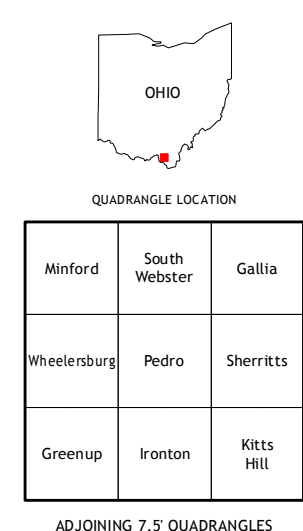 OHIO
QUADRANGLE LOCATION
Minford
South
Webster
Gallia
Wheelersburg
Pedro
Sherritts
Greenup
Ironton
Kitts
Hill
ADJOINING 7.5' QUADRANGLES